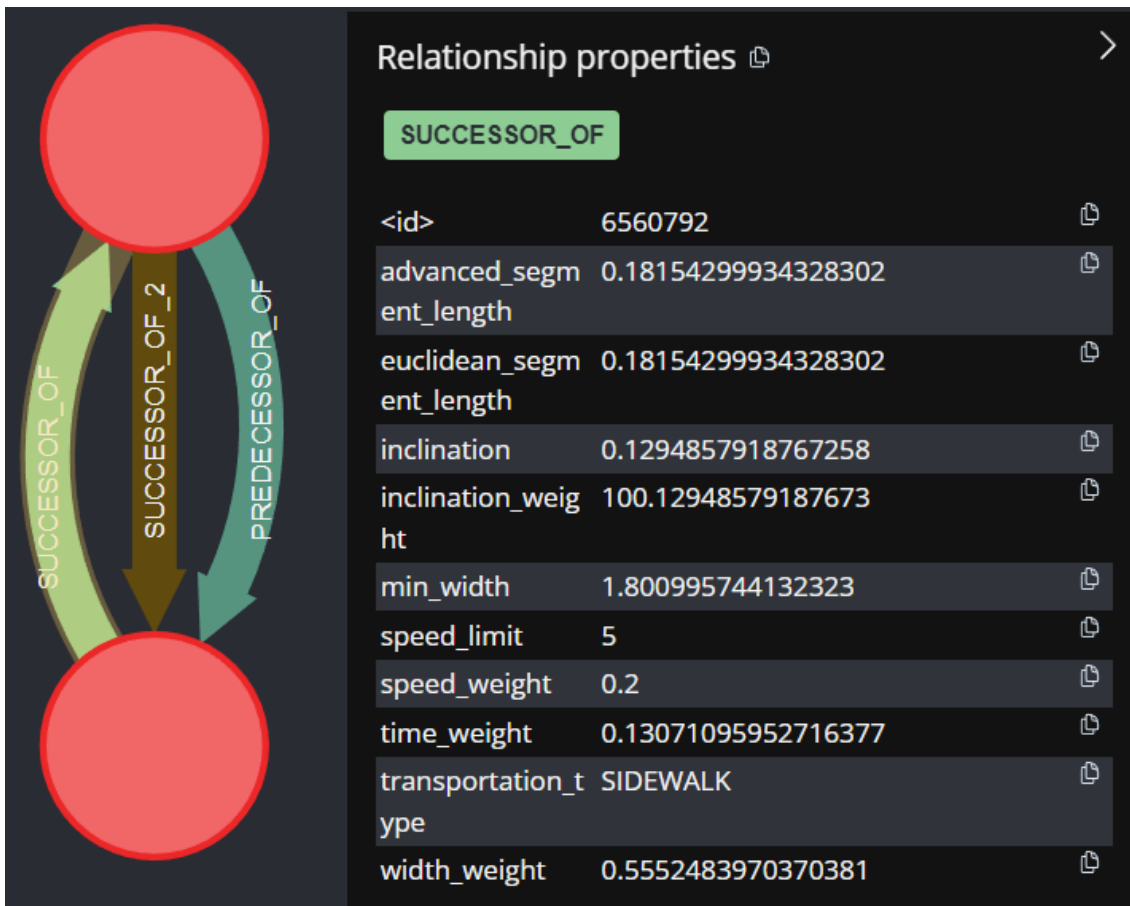 SUCCESSOR_OF
SUCCESSOR_OF_2
PREDECESSOR_OF
Relationship properties
SUCCESSOR_OF
<id> 6560792
advanced_segm 0.18154299934328302
ent_length
euclidean_segm 0.18154299934328302
ent_length
inclination 0.1294857918767258
inclination_weig 100.12948579187673
ht
min_width 1.800995744132323
speed_limit 5
speed_weight 0.2
time_weight 0.13071095952716377
transportation_t SIDEWALK
ype
width_weight 0.5552483970370381